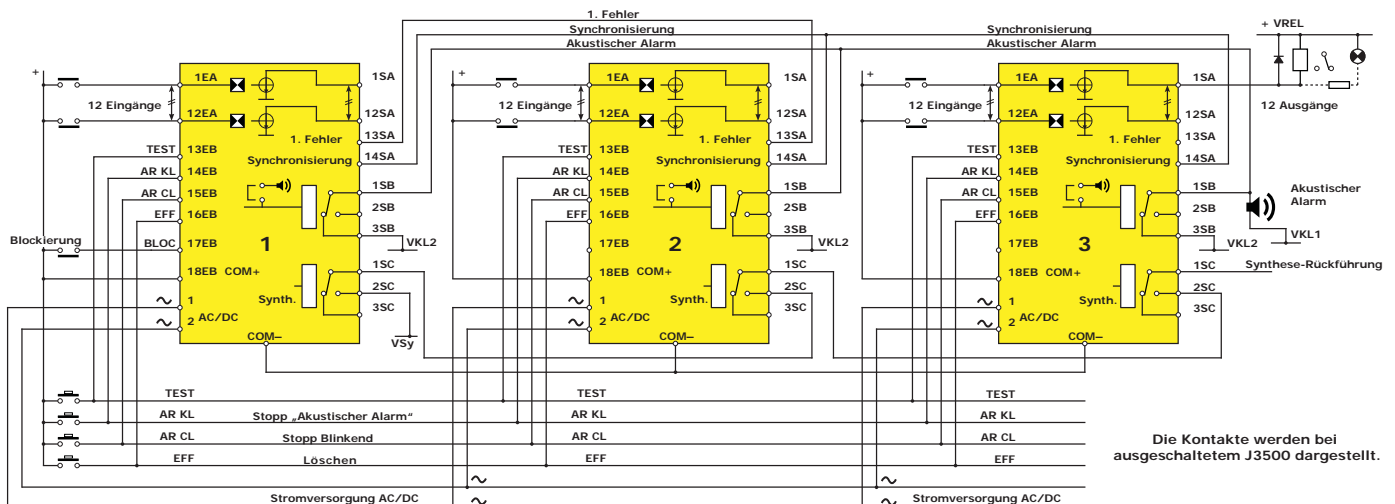 1. Fehler
Synchronisierung Synchronisierung + VREL
Akustischer Alarm Akustischer Alarm
+ 1EA 1SA + 1EA 1SA + 1EA 1SA
12 Eingänge 12 Eingänge 12 Eingänge 12 Ausgänge
12EA 12SA 12EA 12SA 12EA 12SA
1. Fehler 13SA 1. Fehler 13SA 1. Fehler 13SA
TEST 13EB TEST 13EB TEST 13EB
Synchronisierung 14SA Synchronisierung 14SA Synchronisierung 14SA
AR KL 14EB AR KL 14EB AR KL 14EB
AR CL 15EB 1SB AR CL 15EB 1SB AR CL 15EB 1SB Akustischer
Alarm
EFF 16EB 2SB EFF 16EB 2SB EFF 16EB 2SB
3SB 3SB 3SB VKL1
Blockierung BLOC 17EB 1 VKL2 17EB 2 VKL2 17EB 3 VKL2
18EB COM+ 1SC 18EB COM+ 1SC 18EB COM+ 1SC Synthese-Rückführung
2SC 2SC 2SC
1 Synth. 3SC 1 Synth. 3SC 1 Synth. 3SC
2 AC/DC 2 AC/DC 2 AC/DC
COM– VSy COM– COM–
TEST TEST TEST
AR KL Stopp „Akustischer Alarm“ AR KL AR KL
AR CL Stopp Blinkend AR CL AR CL
EFF Löschen EFF EFF
Die Kontakte werden bei
ausgeschaltetem J3500 dargestellt.
Stromversorgung AC/DC Stromversorgung AC/DC